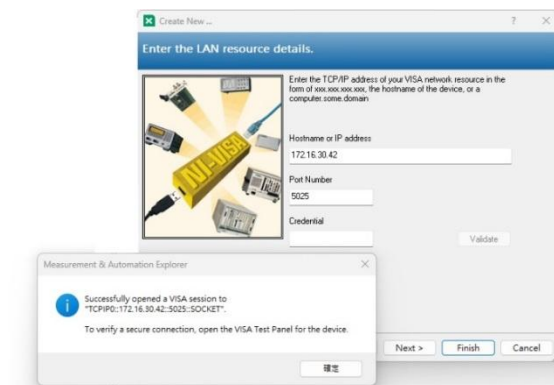 Create New ...
Enter the LAN resource details.
Enter the TCP/IP address of your VISA network resource in the
form of xxx.xxx.xxx.xxx, the hostname of the device, or a
computer.some.domain
NI-VISA
Hostname or IP address
172.16.30.42
Port Number
5025
Credential
Validate
Measurement & Automation Explorer
Successfully opened a VISA session to
"TCPIP0::172.16.30.42::5025::SOCKET".
To verify a secure connection, open the VISA Test Panel for the device.
確定
Next >
Finish
Cancel